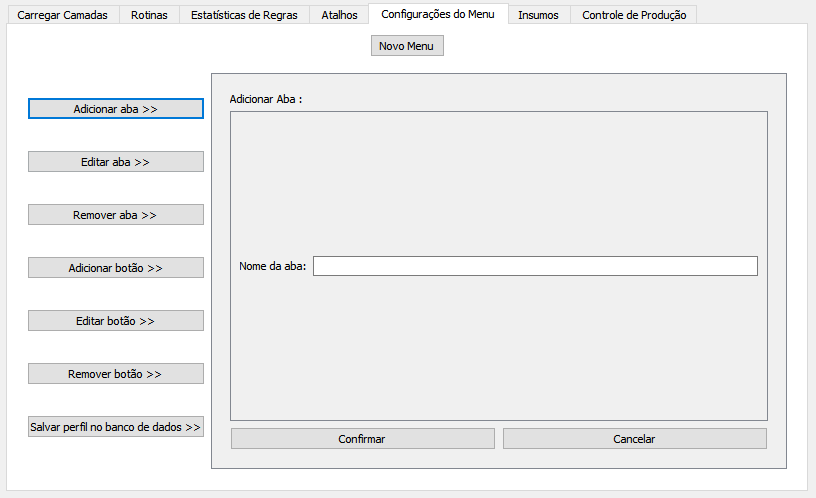 Carregar Camadas Rotinas Estatísticas de Regras Atalhos Configurações do Menu Insumos Controle de Produção
Novo Menu
Adicionar aba >>
Editar aba >>
Remover aba >>
Adicionar botão >>
Editar botão >>
Remover botão >>
Salvar perfil no banco de dados >>
Adicionar Aba :
Nome da aba:
Confirmar Cancelar